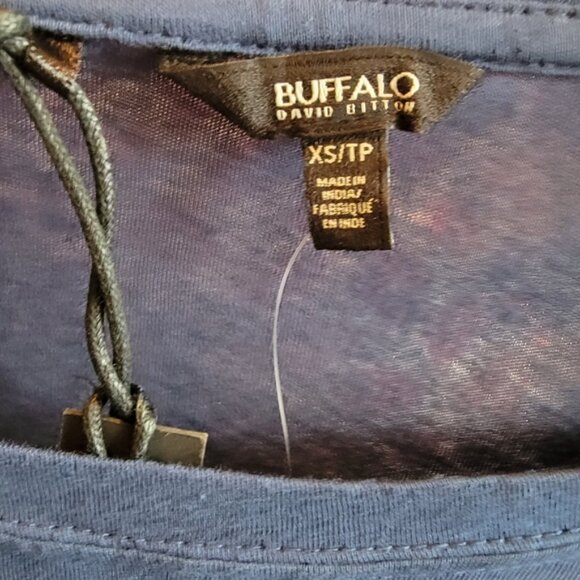 BUFFALO
DAVID BITTON
XS/TP
MADE IN
INDIA/
FABRIQUÉ
EN INDE